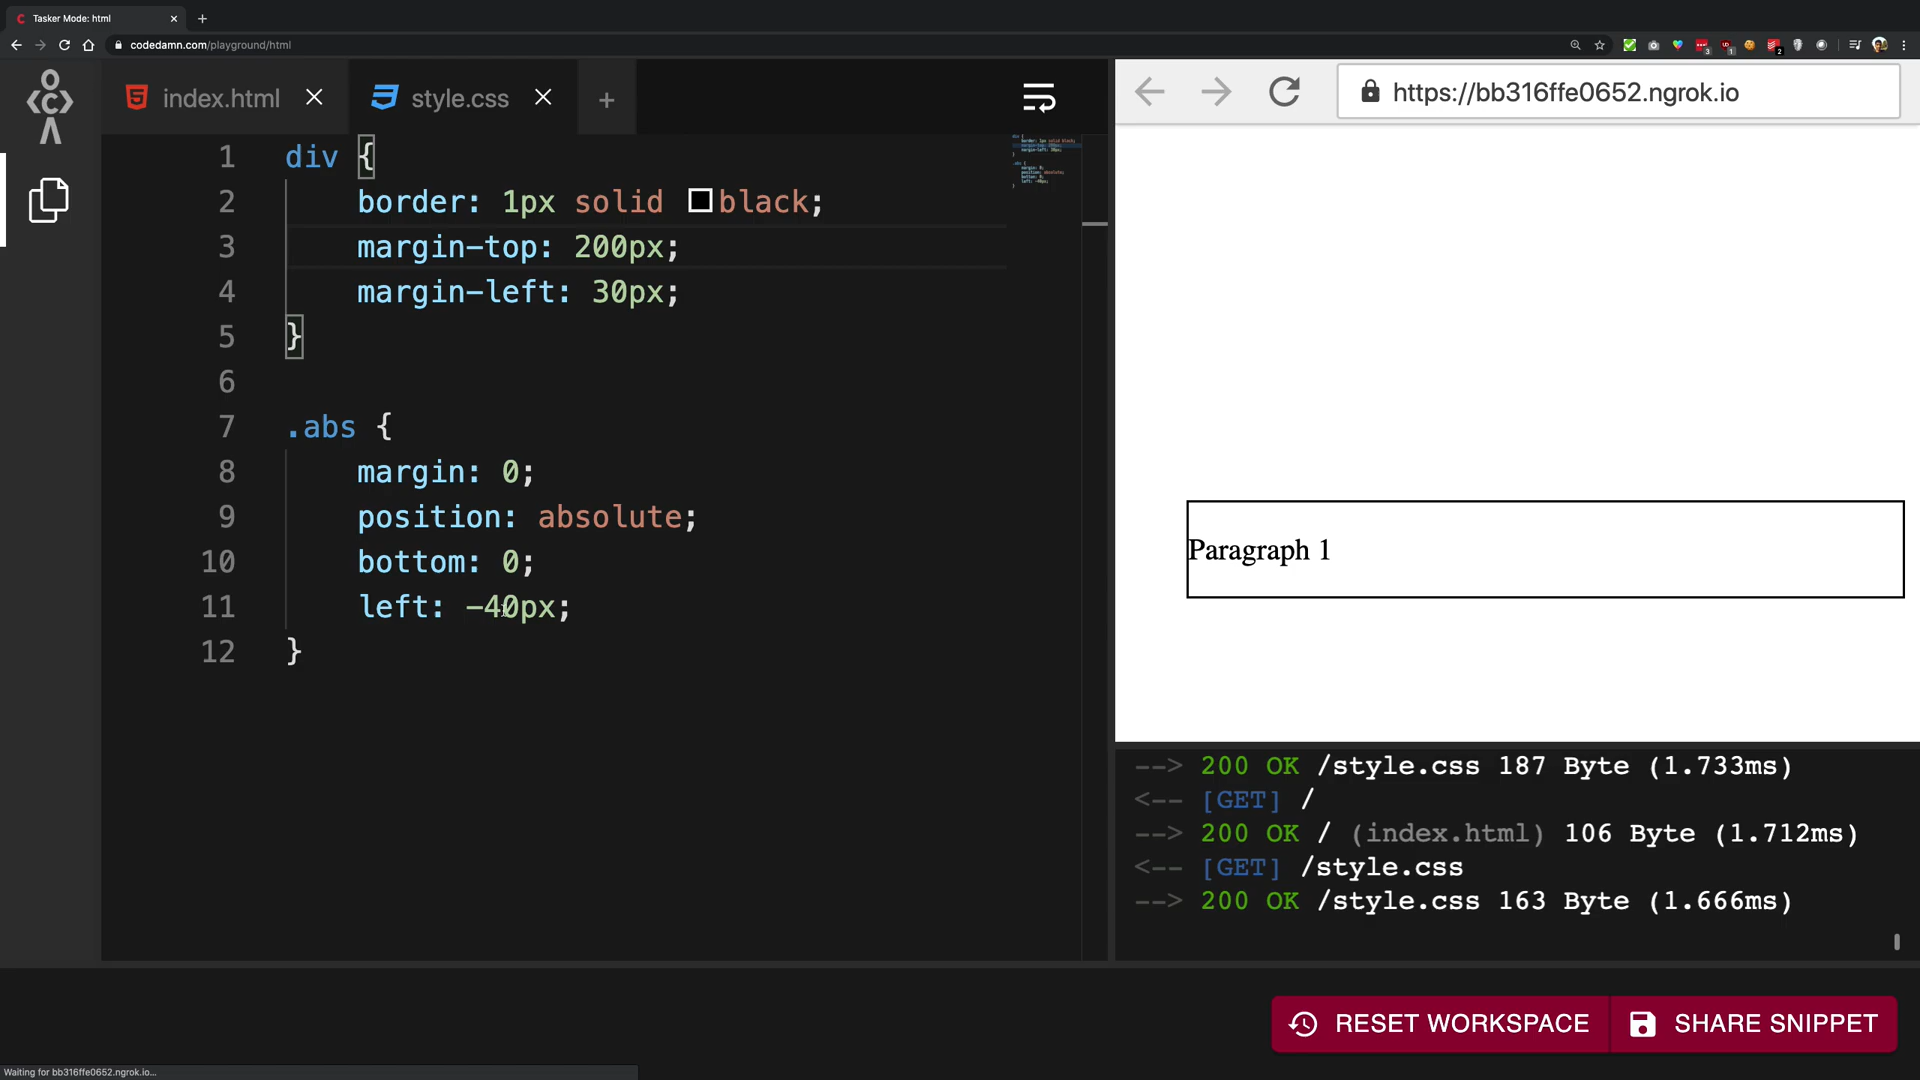 Tasker Mode: html
codedamn.com/playground/html
index.html
style.css
https://bb316ffe0652.ngrok.io
1 div {
2 border: 1px solid black;
3 margin-top: 200px;
4 margin-left: 30px;
5 }
6
7 .abs {
8 margin: 0;
9 position: absolute;
10 bottom: 0;
11 left: -40px;
12 }
Paragraph 1
--> 200 OK /style.css 187 Byte (1.733ms)
<-- [GET] /
--> 200 OK / (index.html) 106 Byte (1.712ms)
<-- [GET] /style.css
--> 200 OK /style.css 163 Byte (1.666ms)
RESET WORKSPACE
SHARE SNIPPET
Waiting for bb316ffe0652.ngrok.io...